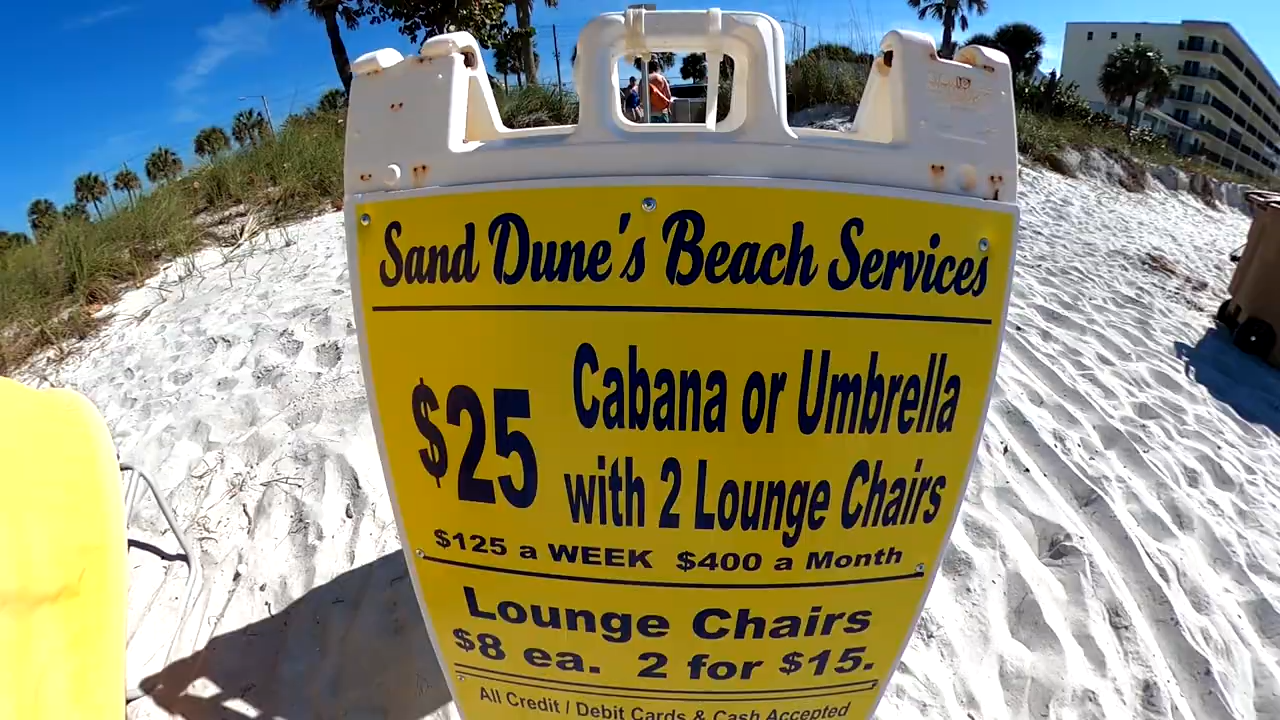 Sand Dune's Beach Services
$25
Cabana or Umbrella
with 2 Lounge Chairs
$125 a WEEK $400 a Month
Lounge Chairs
$8 ea. 2 for $15.
All Credit / Debit Cards & Cash Accepted